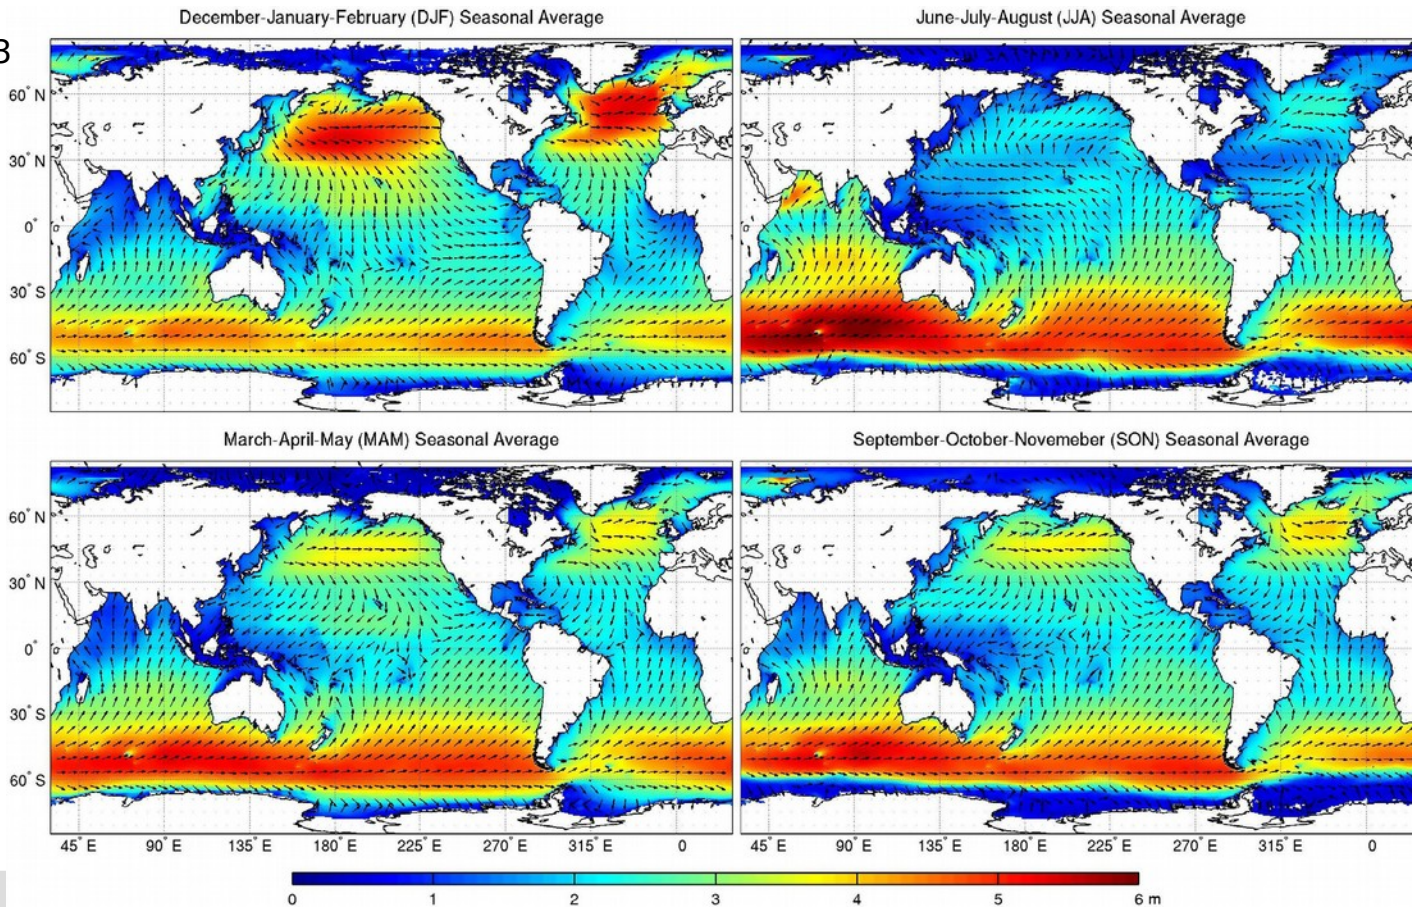 December-January-February (DJF) Seasonal Average
June-July-August (JJA) Seasonal Average
3
60° N
30° N
0°
30° S
60° S
March-April-May (MAM) Seasonal Average
September-October-Novemeber (SON) Seasonal Average
60° N
30° N
0°
30° S
60° S
45° E 90° E 135° E 180° E 225° E 270° E 315° E 0
45° E 90° E 135° E 180° E 225° E 270° E 315° E 0
0 1 2 3 4 5 6 m